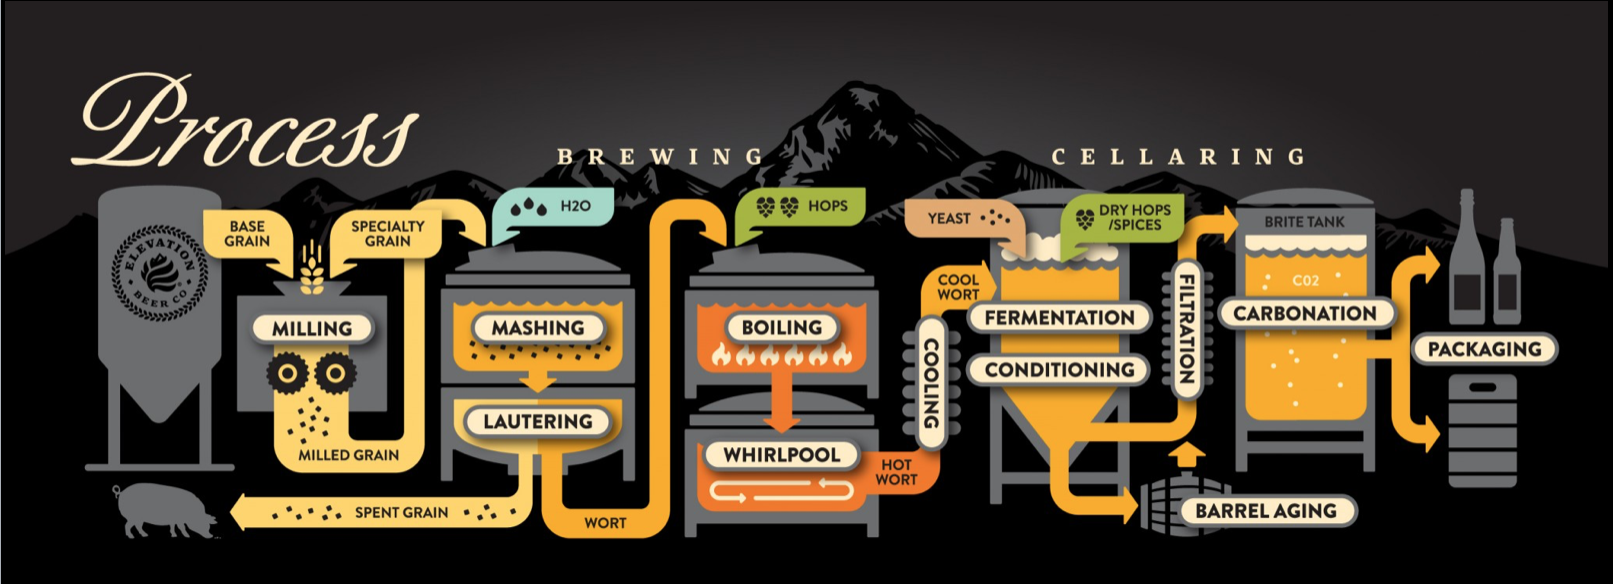 Process
BREWING
CELLARING
ELEVATION
BEER CO
BASE
GRAIN
SPECIALTY
GRAIN
MILLING
MILLED GRAIN
H2O
MASHING
LAUTERING
SPENT GRAIN
WORT
HOPS
BOILING
WHIRLPOOL
HOT
WORT
COOLING
COOL
WORT
YEAST
DRY HOPS
/SPICES
FERMENTATION
CONDITIONING
FILTRATION
BARREL AGING
BRITE TANK
C02
CARBONATION
PACKAGING